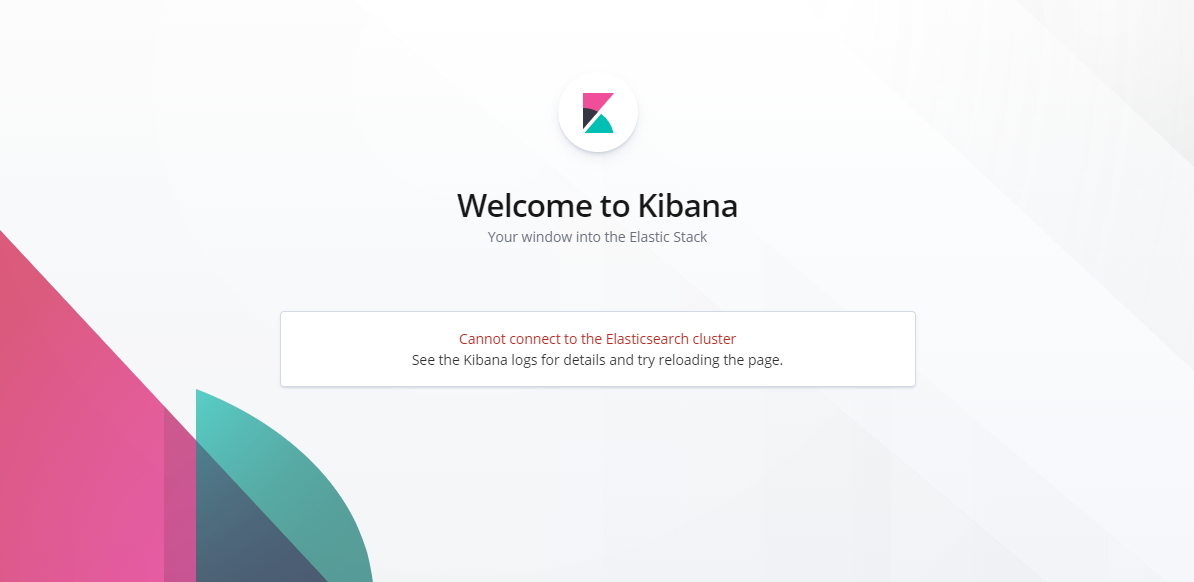 Welcome to Kibana
Your window into the Elastic Stack
Cannot connect to the Elasticsearch cluster
See the Kibana logs for details and try reloading the page.